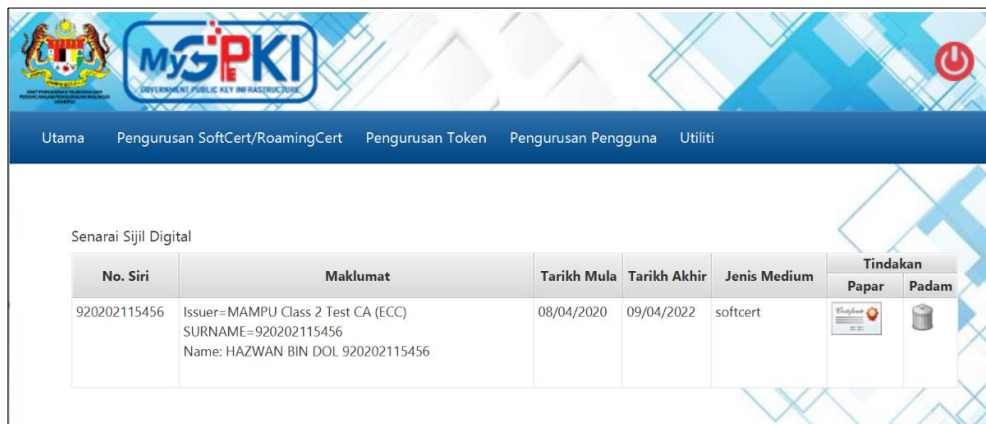 MyGPKI
GOVERNMENT PUBLIC KEY INFRASTRUCTURE
Utama Pengurusan SoftCert/RoamingCert Pengurusan Token Pengurusan Pengguna Utiliti
Senarai Sijil Digital
No. Siri Maklumat Tarikh Mula Tarikh Akhir Jenis Medium Tindakan
Papar Padam
920202115456 Issuer=MAMPU Class 2 Test CA (ECC) 08/04/2020 09/04/2022 softcert
SURNAME=920202115456
Name: HAZWAN BIN DOL 920202115456
Certificate